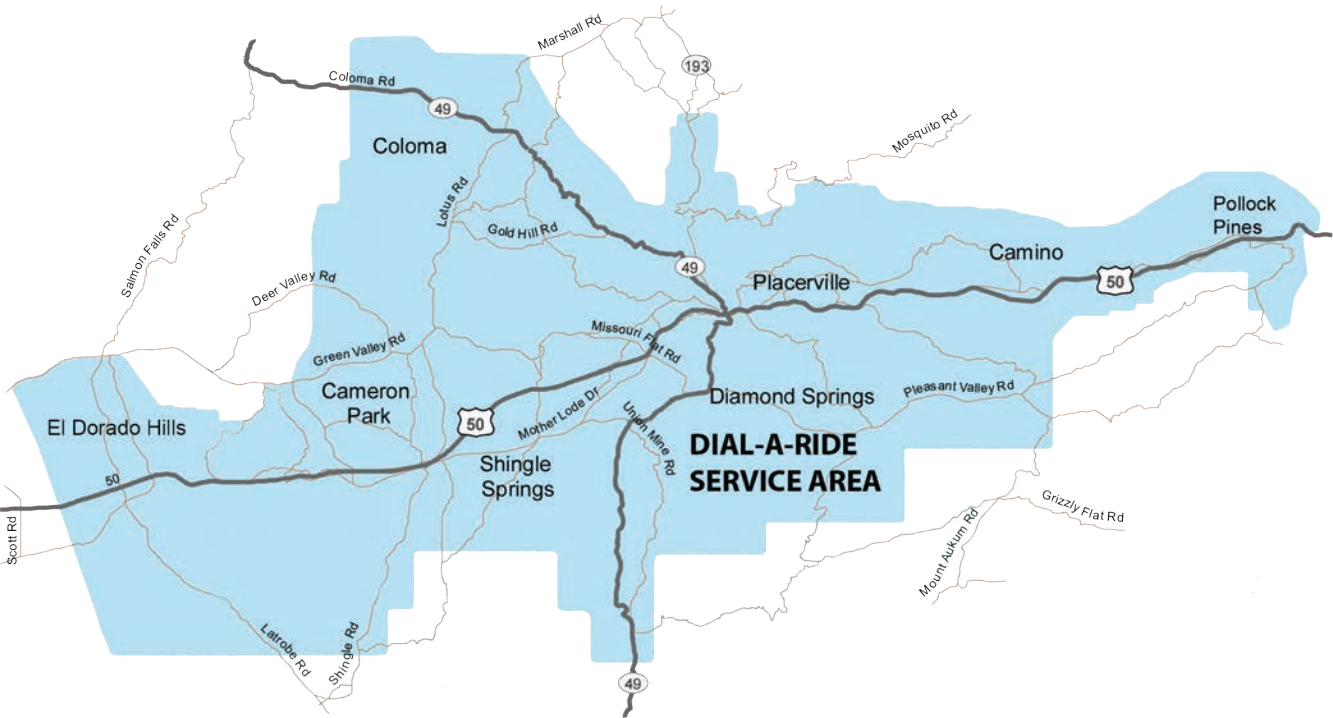 Marshall Rd
193
Coloma Rd
49
Mosquito Rd
Coloma
Lotus Rd
Gold Hill Rd
Pollock
Pines
Salmon Falls Rd
Camino
49
Deer Valley Rd
Placerville
50
Missouri Flat Rd
Green Valley Rd
Cameron
Park
Pleasant Valley Rd
Diamond Springs
Mother Lode Dr
50
El Dorado Hills
Union Mine Rd
DIAL-A-RIDE
SERVICE AREA
Shingle
Springs
50
Grizzly Flat Rd
Scott Rd
Mount Aukum Rd
Latrobe Rd
Shingle Rd
49